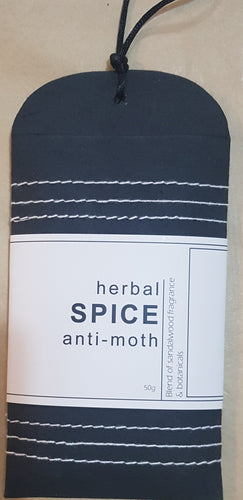 herbal
SPICE
anti-moth
50g
Blend of sandalwood fragrance
& botanicals